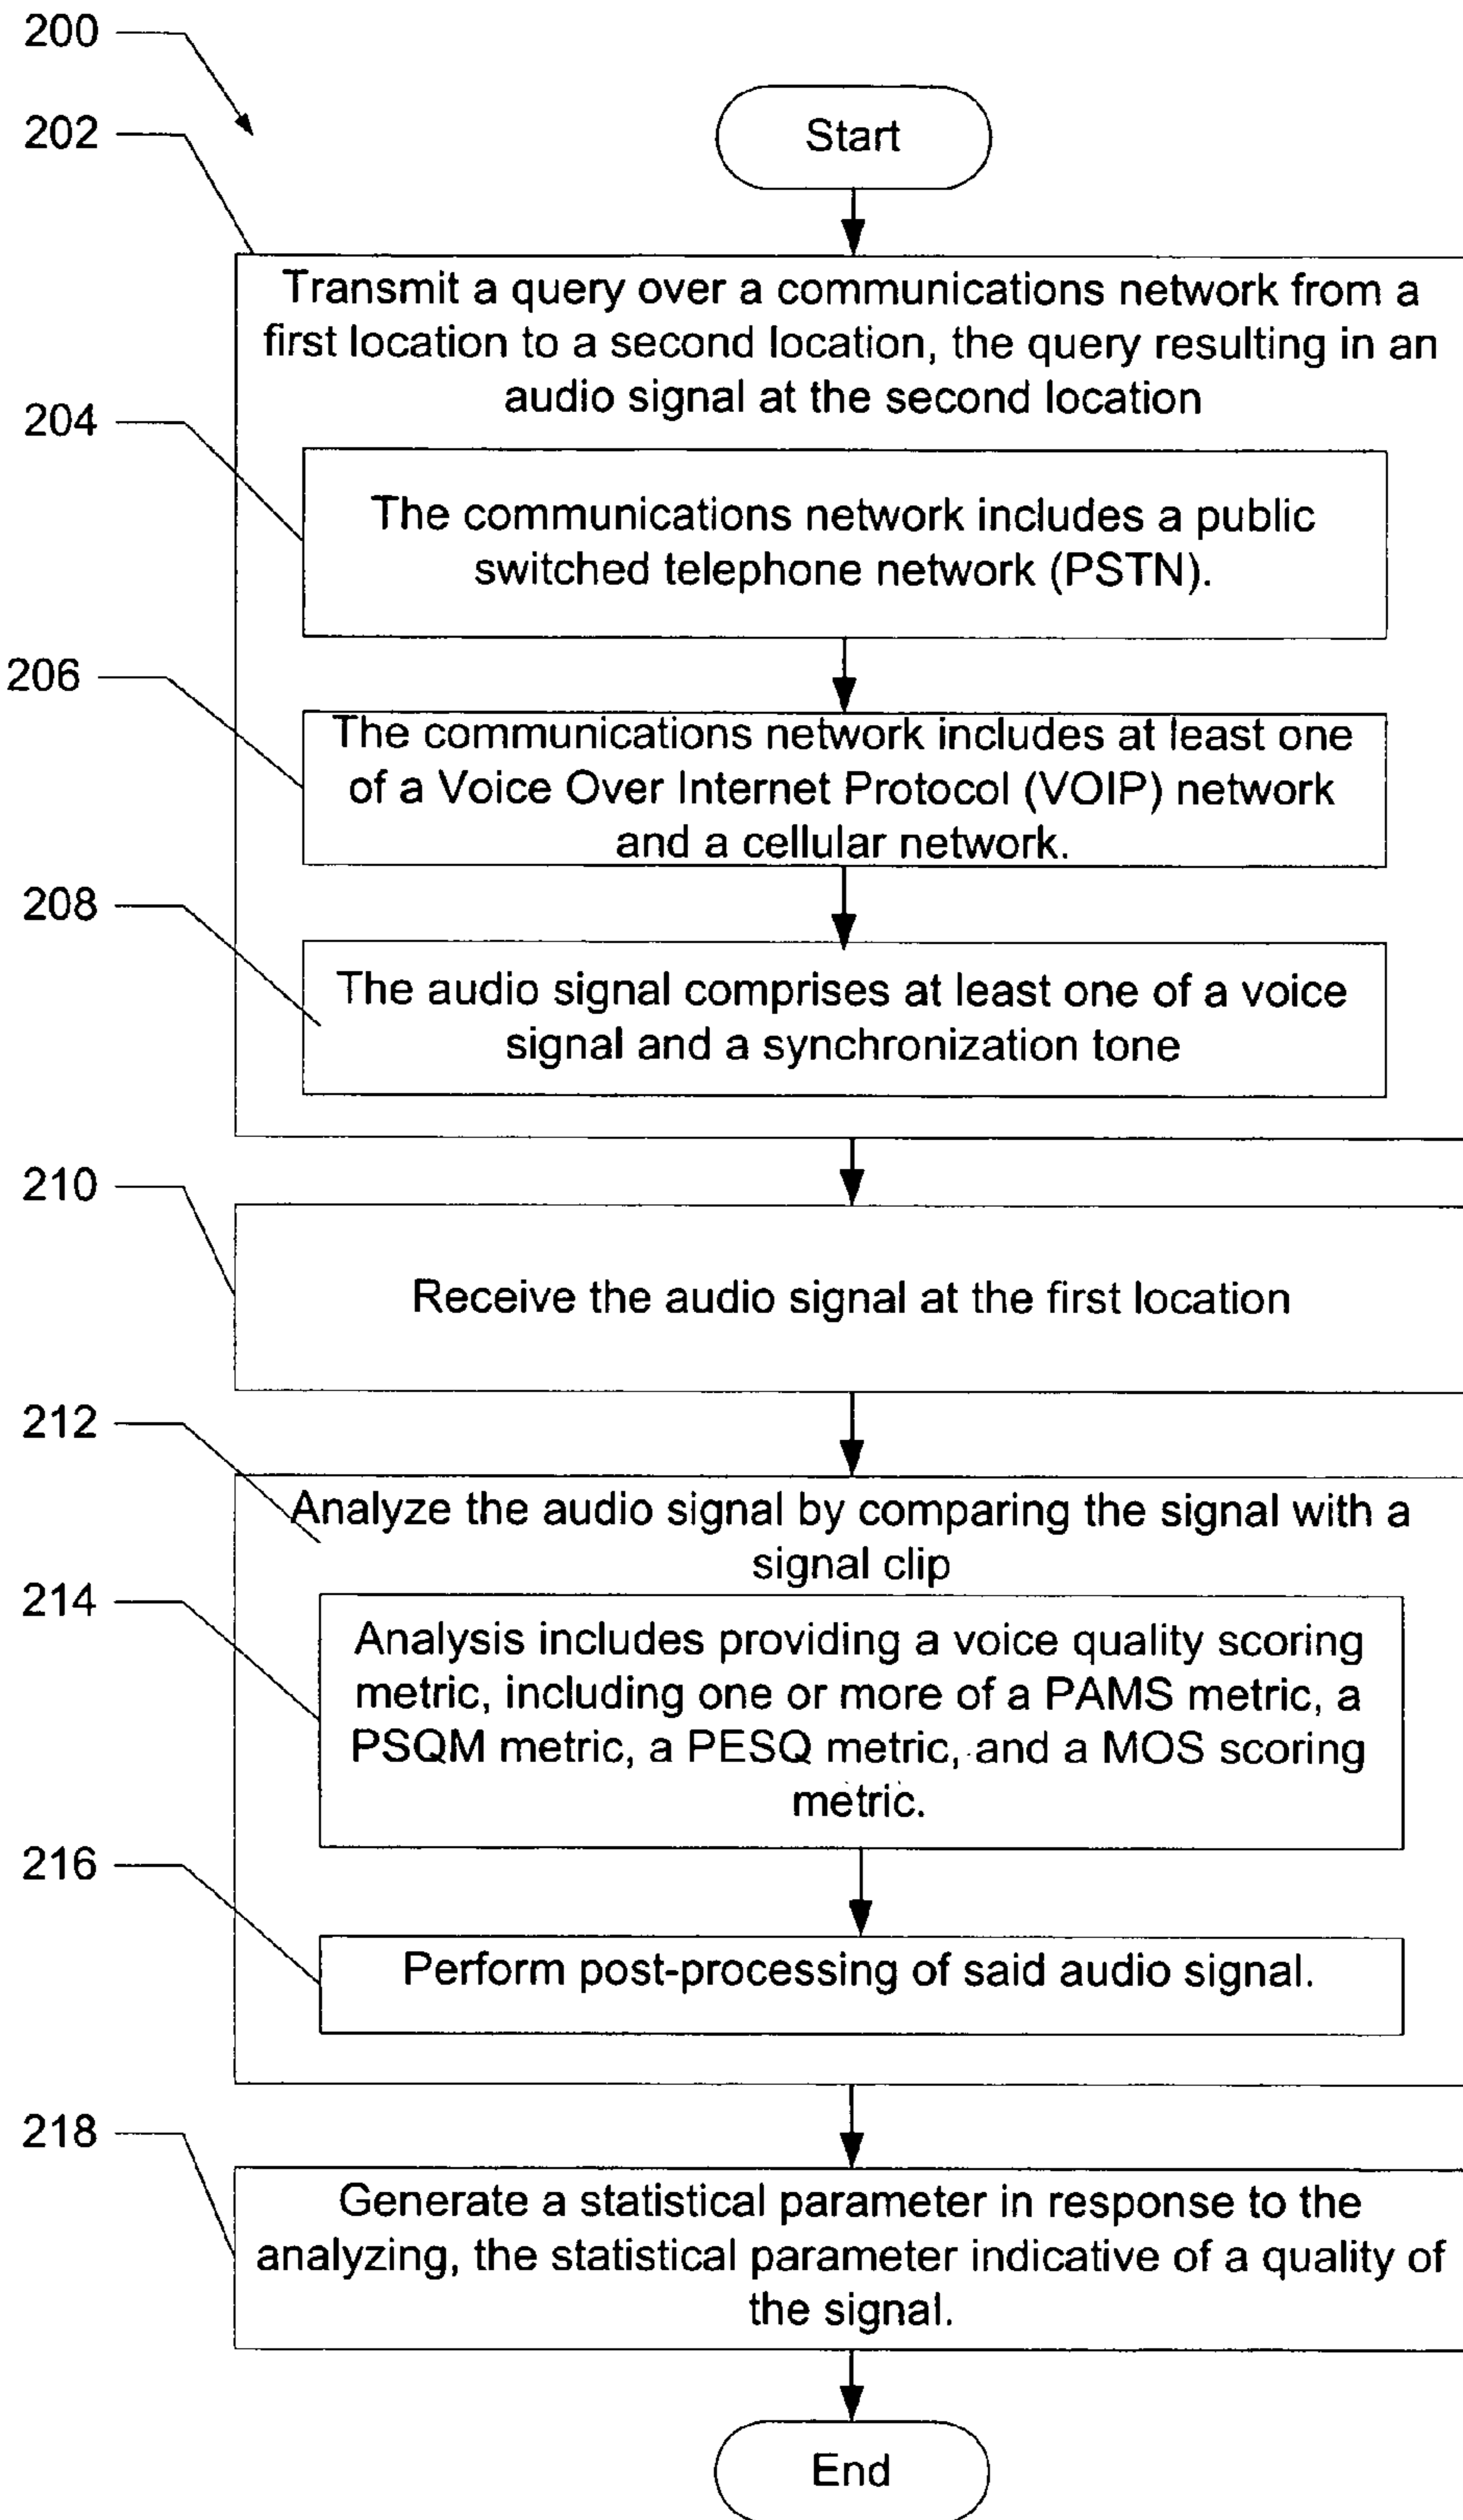 200
202
Start
Transmit a query over a communications network from a
first location to a second location, the query resulting in an
audio signal at the second location
204
The communications network includes a public
switched telephone network (PSTN).
206
The communications network includes at least one
of a Voice Over Internet Protocol (VOIP) network
and a cellular network.
208
The audio signal comprises at least one of a voice
signal and a synchronization tone
210
Receive the audio signal at the first location
212
Analyze the audio signal by comparing the signal with a
signal clip
214
Analysis includes providing a voice quality scoring
metric, including one or more of a PAMS metric, a
PSQM metric, a PESQ metric, and a MOS scoring
metric.
216
Perform post-processing of said audio signal.
218
Generate a statistical parameter in response to the
analyzing, the statistical parameter indicative of a quality of
the signal.
End